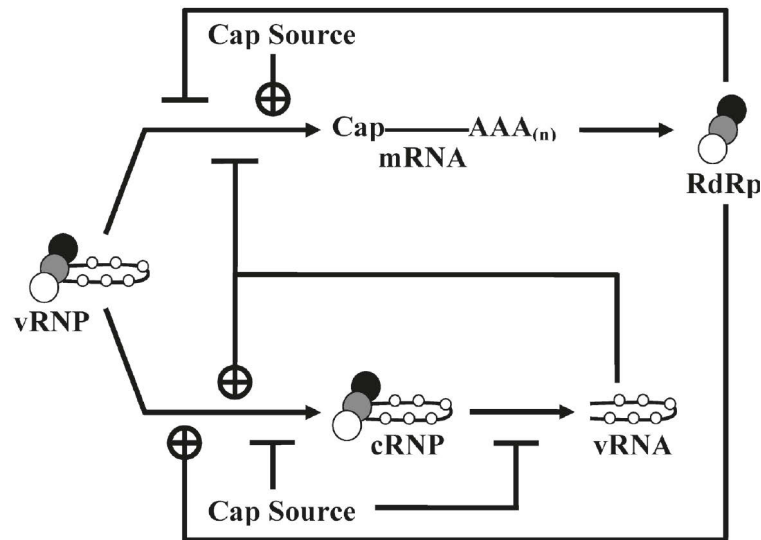 Cap Source
Cap AAA(n)
mRNA
RdRp
vRNP
cRNP
vRNA
Cap Source